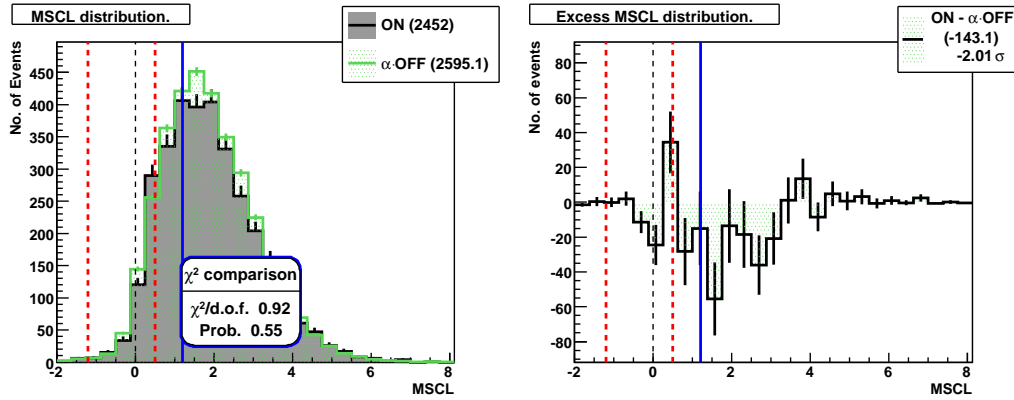 MSCL distribution.
ON (2452)
α·OFF (2595.1)
No. of Events
450
400
350
300
250
200
150
100
50
0
-2 0 2 4 6 8
MSCL
χ² comparison
χ²/d.o.f. 0.92
Prob. 0.55
Excess MSCL distribution.
ON - α·OFF
(-143.1)
-2.01 σ
No. of events
80
60
40
20
0
-20
-40
-60
-80
-2 0 2 4 6 8
MSCL